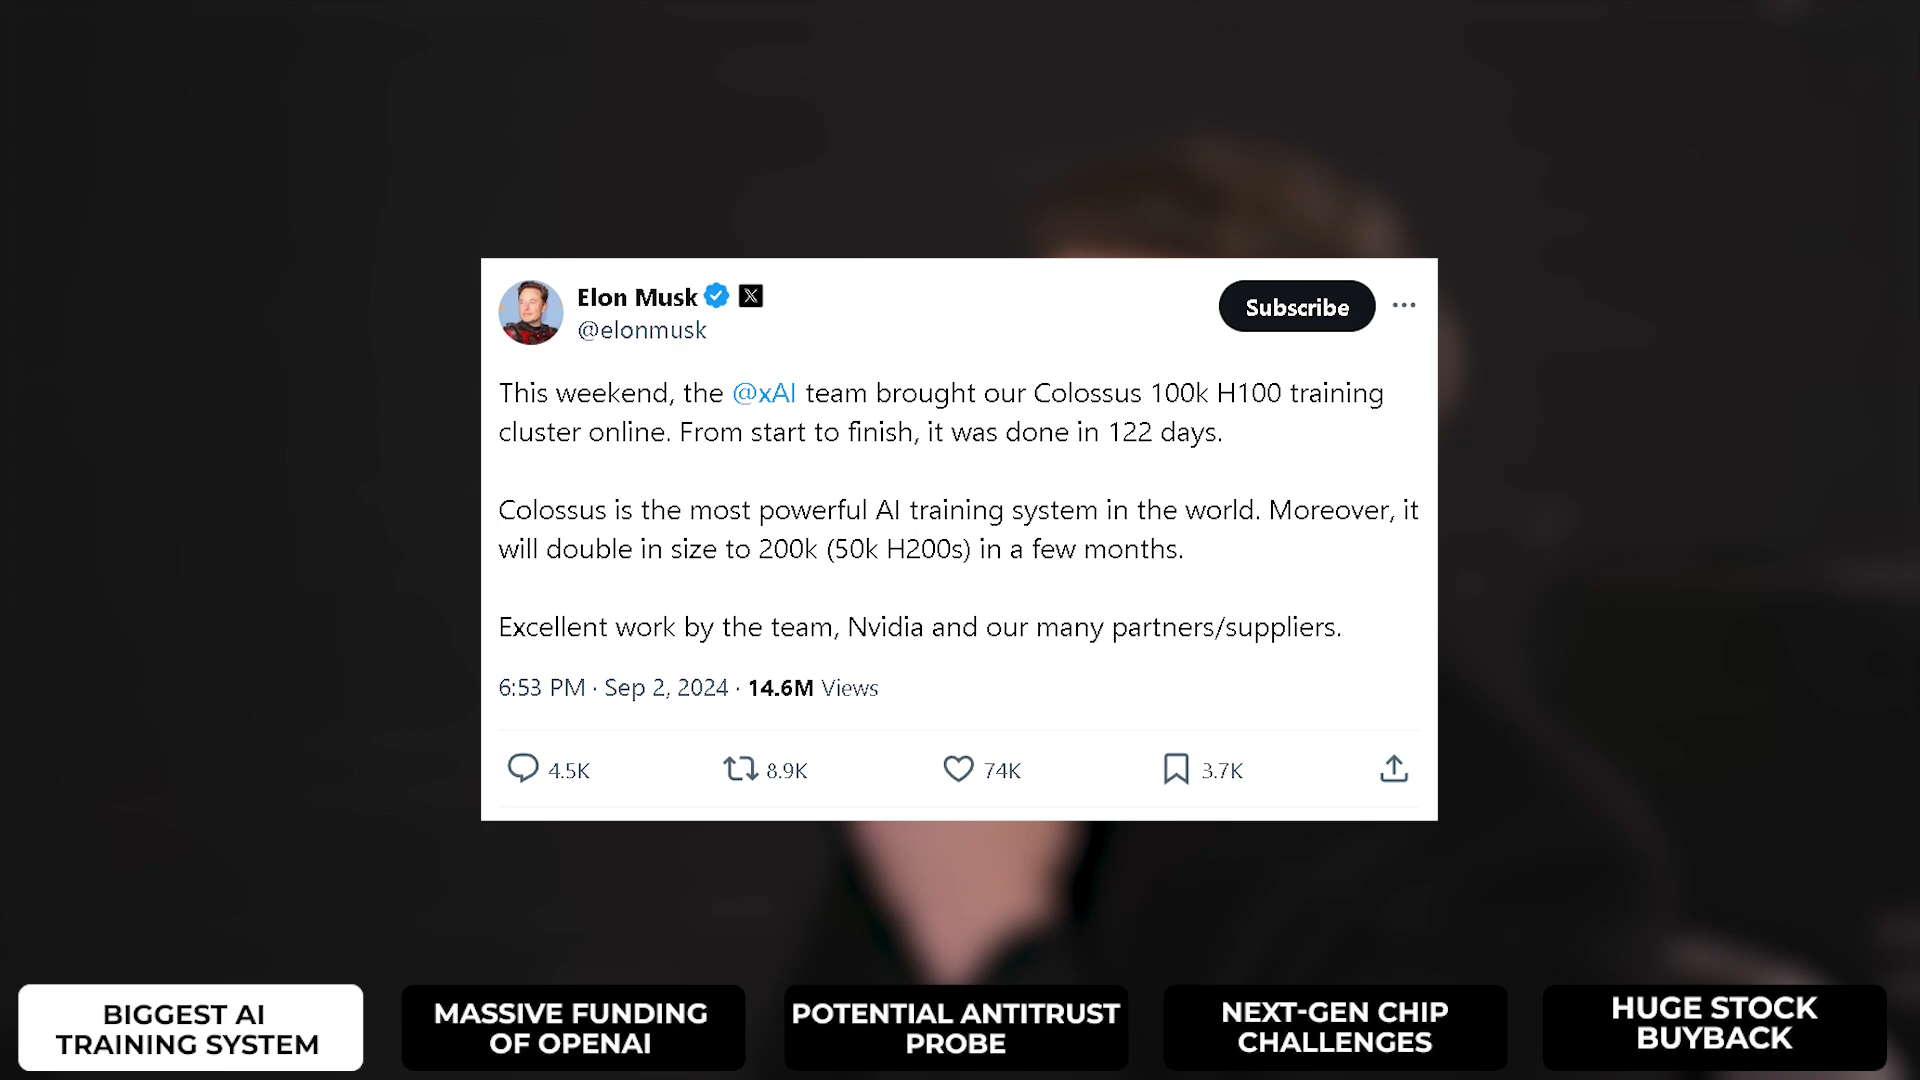 Elon Musk
@elonmusk
Subscribe
This weekend, the @xAI team brought our Colossus 100k H100 training
cluster online. From start to finish, it was done in 122 days.
Colossus is the most powerful AI training system in the world. Moreover, it
will double in size to 200k (50k H200s) in a few months.
Excellent work by the team, Nvidia and our many partners/suppliers.
6:53 PM · Sep 2, 2024 · 14.6M Views
4.5K 8.9K 74K 3.7K
BIGGEST AI
TRAINING SYSTEM
MASSIVE FUNDING
OF OPENAI
POTENTIAL ANTITRUST
PROBE
NEXT-GEN CHIP
CHALLENGES
HUGE STOCK
BUYBACK